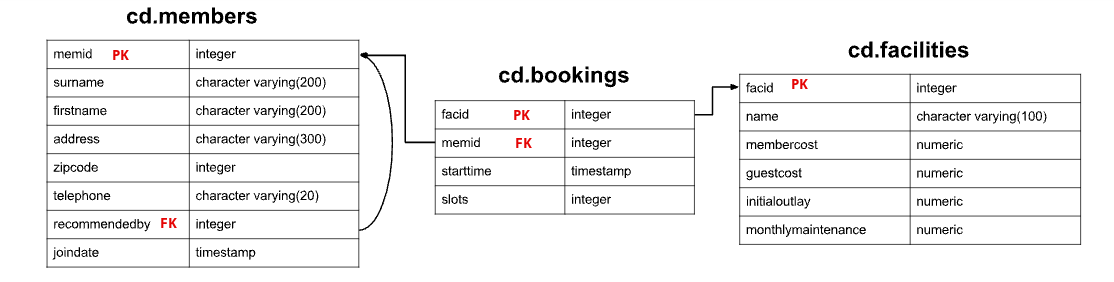 cd.members
memid PK integer
surname character varying(200)
firstname character varying(200)
address character varying(300)
zipcode integer
telephone character varying(20)
recommendedby FK integer
joindate timestamp
cd.bookings
facid PK integer
memid FK integer
starttime timestamp
slots integer
cd.facilities
facid PK integer
name character varying(100)
membercost numeric
guestcost numeric
initialoutlay numeric
monthlymaintenance numeric